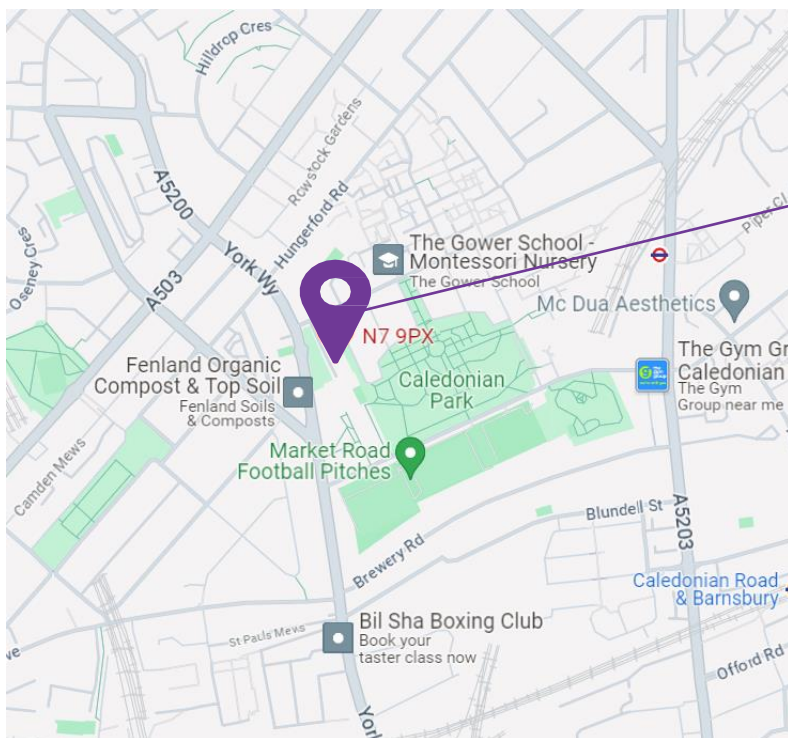 Hilldrop Cres
Rowstock Gardens
A5200
Hungerford Rd
York Wy
Oseney Cres
A503
The Gower School -
Montessori Nursery
The Gower School
Piper Cl
Mc Dua Aesthetics
N7 9PX
Fenland Organic
Compost & Top Soil
Fenland Soils
& Composts
Caledonian
Park
The Gym Gr
Caledonian
The Gym
Group near me
Market Road
Football Pitches
Camden Mews
Blundell St
A5203
Brewery Rd
Caledonian Road
& Barnsbury
Bil Sha Boxing Club
Book your
taster class now
St Pauls Mews
Offord Rd
ve
York